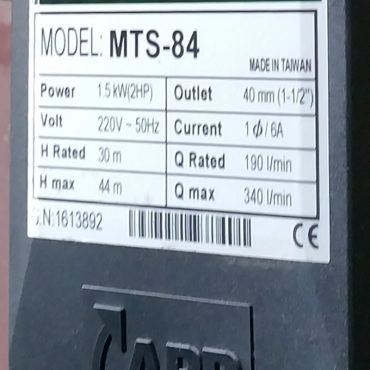 MODEL: MTS-84
MADE IN TAIWAN
Power 1.5 kW(2HP) Outlet 40 mm (1-1/2")
Volt 220V ~ 50Hz Current 1 ϕ / 6A
H Rated 30 m Q Rated 190 l/min
H max 44 m Q max 340 l/min
.N:1613892 CE